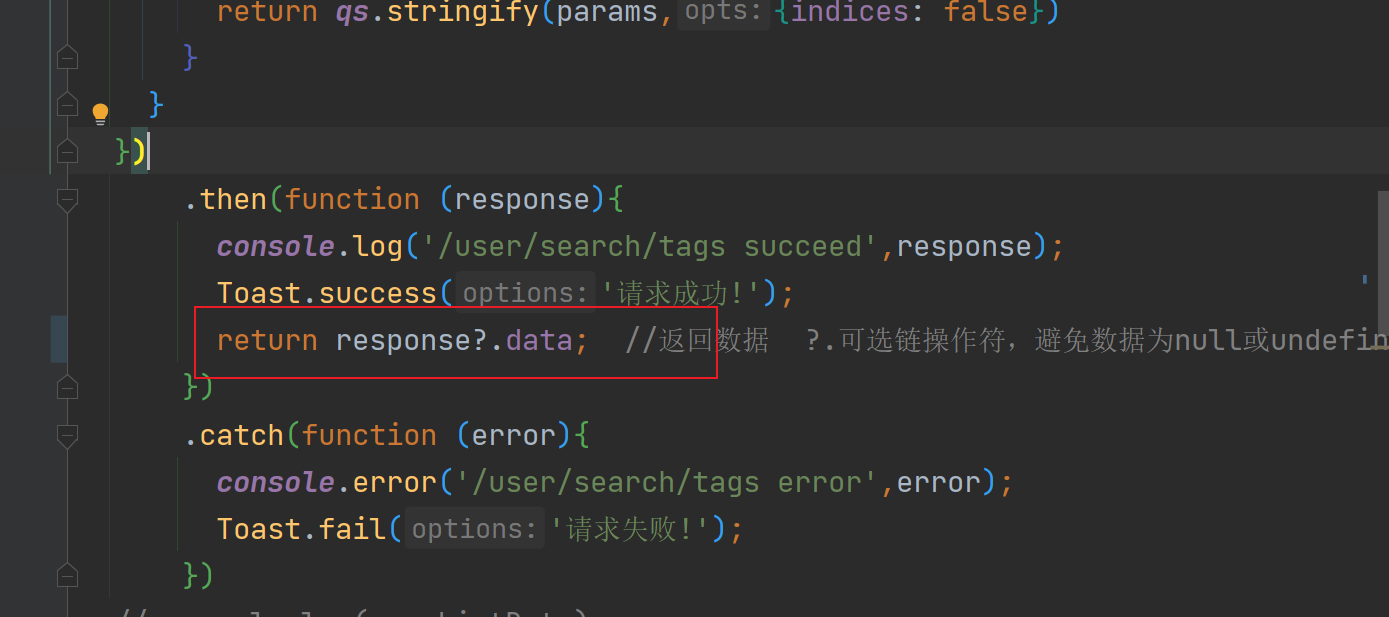 return qs.stringify(params, opts: {indices: false})
}
}
})
.then(function (response){
console.log('/user/search/tags succeed',response);
Toast.success( options: '请求成功!');
return response?.data;  //返回数据  ?.可选链操作符，避免数据为null或undefin
})
.catch(function (error){
console.error('/user/search/tags error',error);
Toast.fail( options: '请求失败!');
})